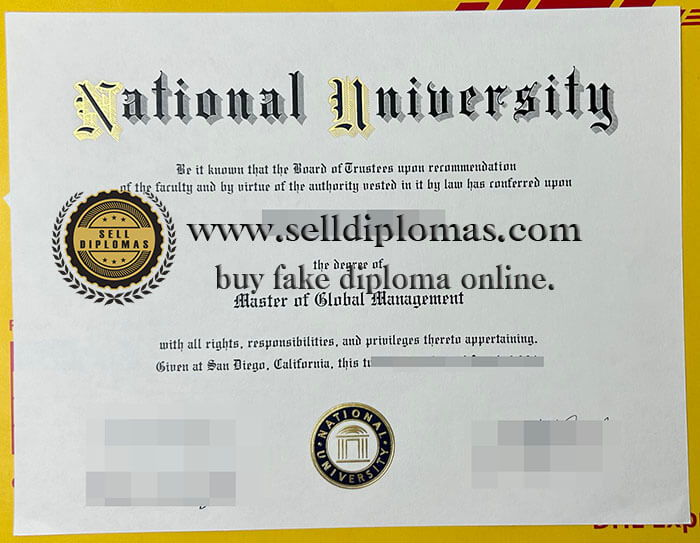 National University
Be it known that the Board of Trustees upon recommendation
of the faculty and by virtue of the authority vested in it by law has conferred upon
SELL
DIPLOMAS
www.selldiplomas.com
the degree of
buy fake diploma online.
Master of Global Management
with all rights, responsibilities, and privileges thereto appertaining.
Given at San Diego, California, this
NATIONAL
UNIVERSITY